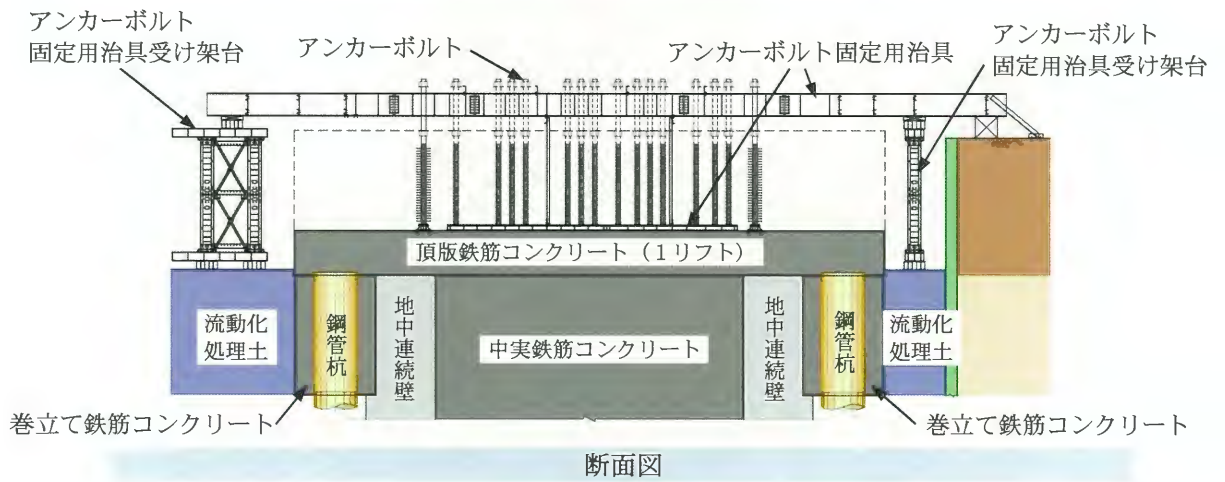 アンカーボルト
固定用治具受け架台
アンカーボルト
アンカーボルト固定用治具
アンカーボルト
固定用治具受け架台
頂版鉄筋コンクリート（1リフト）
流動化
処理土
鋼管杭
地中連続壁
中実鉄筋コンクリート
地中連続壁
鋼管杭
流動化
処理土
巻立て鉄筋コンクリート
巻立て鉄筋コンクリート
断面図